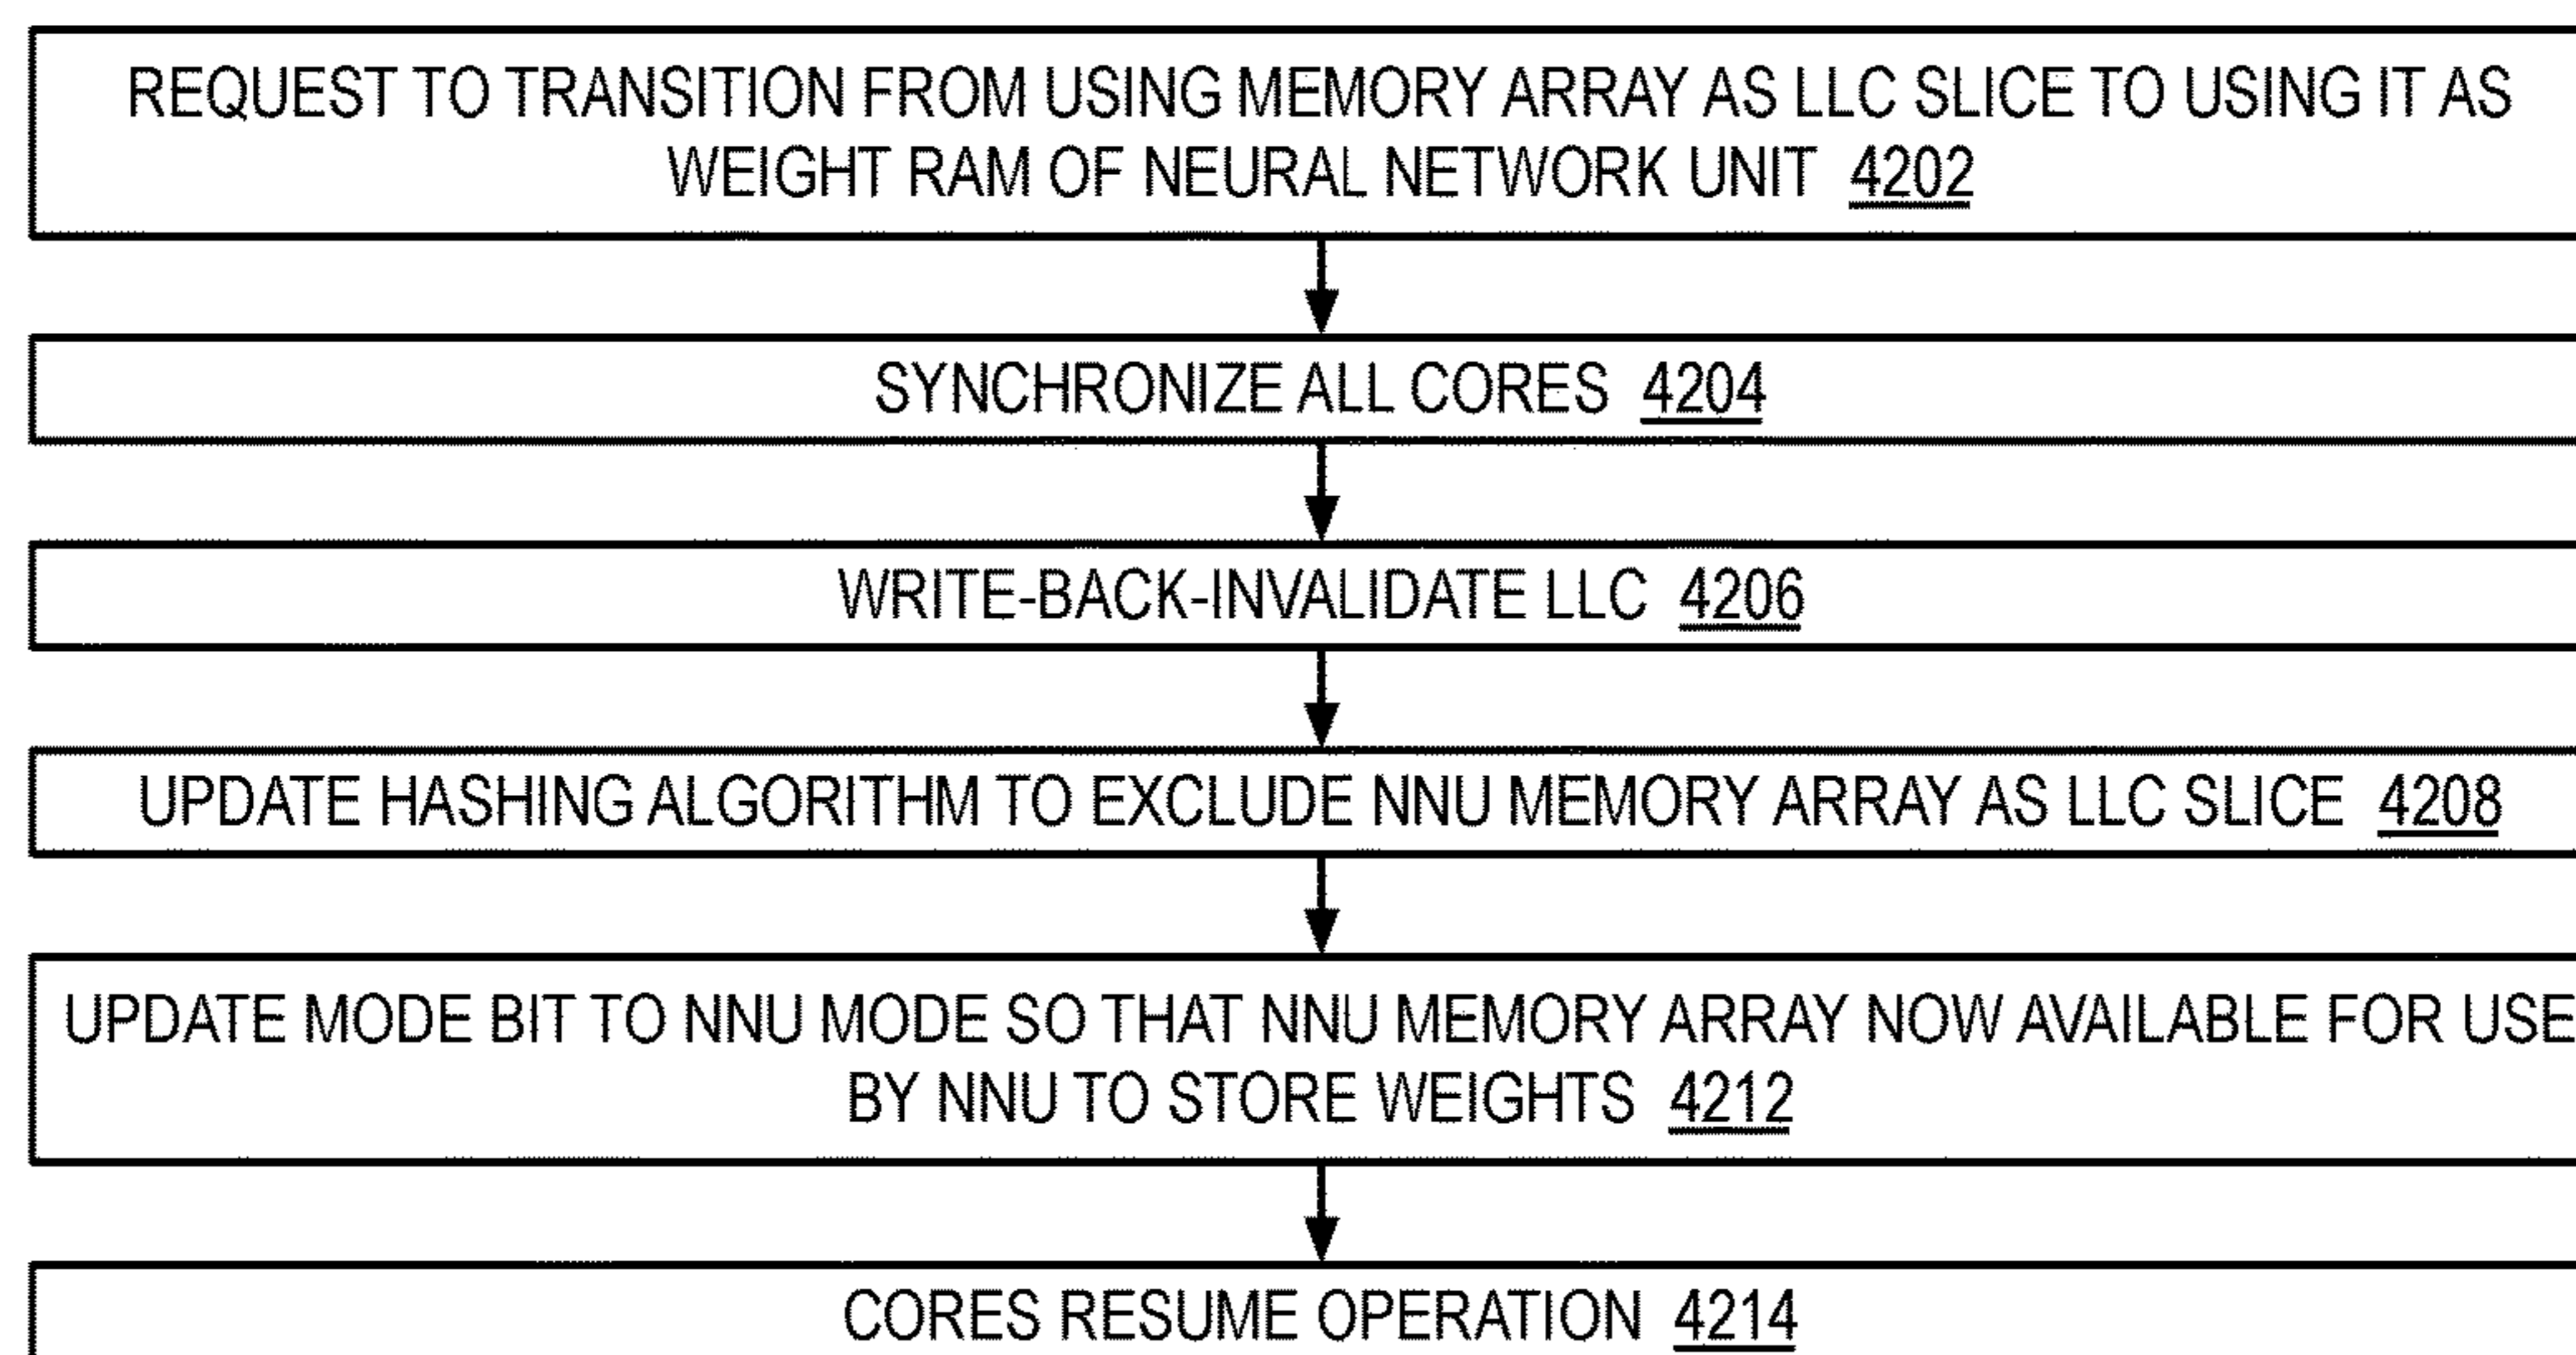 REQUEST TO TRANSITION FROM USING MEMORY ARRAY AS LLC SLICE TO USING IT AS
WEIGHT RAM OF NEURAL NETWORK UNIT 4202
SYNCHRONIZE ALL CORES 4204
WRITE-BACK-INVALIDATE LLC 4206
UPDATE HASHING ALGORITHM TO EXCLUDE NNU MEMORY ARRAY AS LLC SLICE 4208
UPDATE MODE BIT TO NNU MODE SO THAT NNU MEMORY ARRAY NOW AVAILABLE FOR USE
BY NNU TO STORE WEIGHTS 4212
CORES RESUME OPERATION 4214